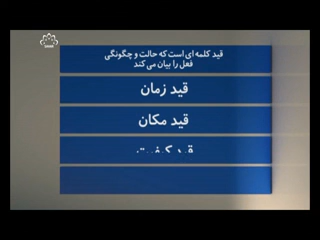 قید کلمه ای است که حالت و چگونگی
فعل را بیان می کند
قید زمان
قید مکان